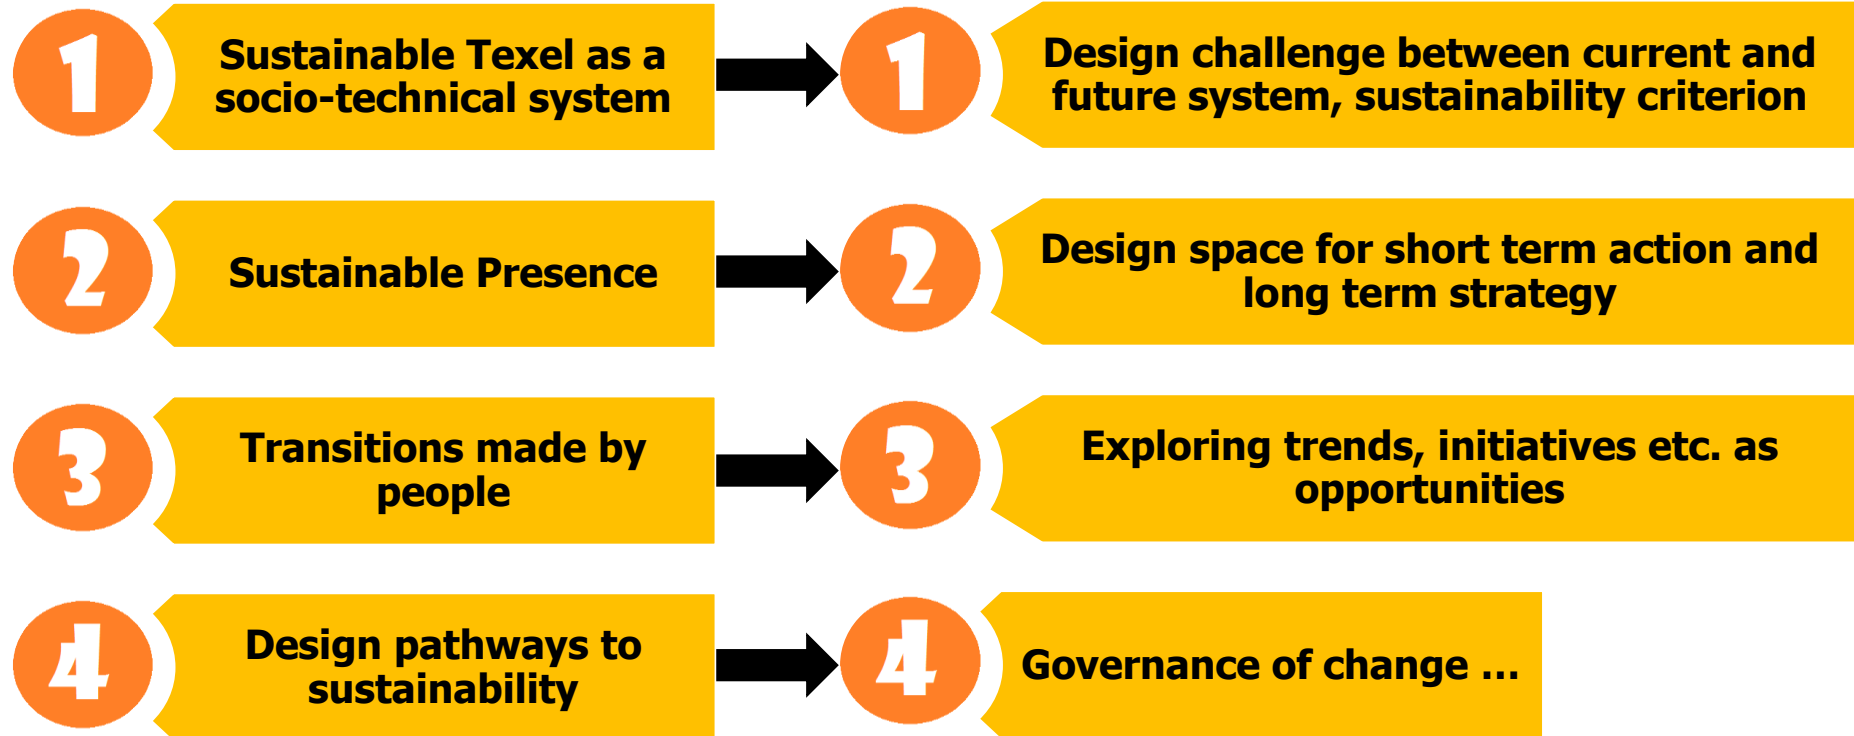 1
Sustainable Texel as a
socio-technical system
1
Design challenge between current and
future system, sustainability criterion
2
Sustainable Presence
2
Design space for short term action and
long term strategy
3
Transitions made by
people
3
Exploring trends, initiatives etc. as
opportunities
4
Design pathways to
sustainability
4
Governance of change ...